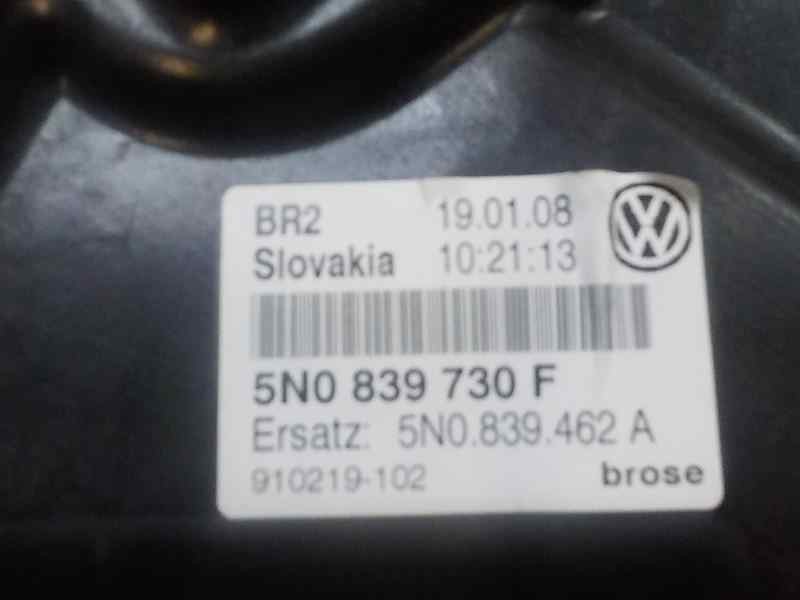 BR2 19.01.08
Slovakia 10:21:13
5N0 839 730 F
Ersatz: 5N0.839.462 A
910219-102 brose